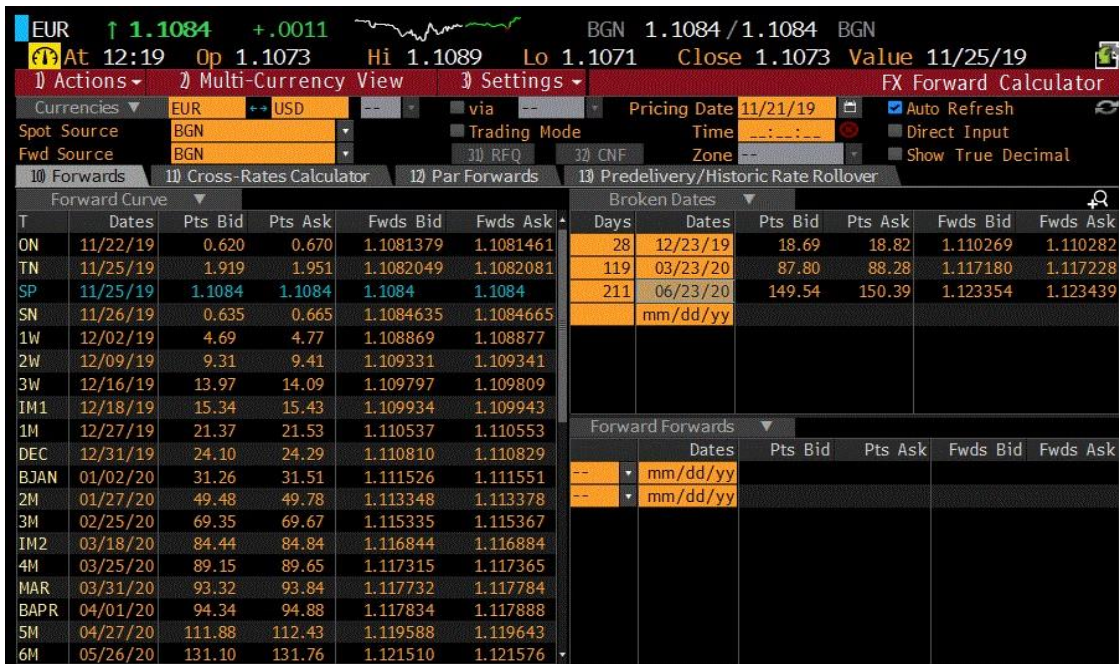 EUR ↑ 1.1084 +.0011 BGN 1.1084 / 1.1084 BGN
At 12:19 Op 1.1073 Hi 1.1089 Lo 1.1071 Close 1.1073 Value 11/25/19
1) Actions 2) Multi-Currency View 3) Settings FX Forward Calculator
Currencies EUR USD -- via -- Pricing Date 11/21/19 Auto Refresh
Spot Source BGN Trading Mode Time __:__:__ Direct Input
Fwd Source BGN 31) RFQ 32) CNF Zone -- Show True Decimal
10) Forwards 11) Cross-Rates Calculator 12) Par Forwards 13) Predelivery/Historic Rate Rollover
Forward Curve
T Dates Pts Bid Pts Ask Fwds Bid Fwds Ask
ON 11/22/19 0.620 0.670 1.1081379 1.1081461
TN 11/25/19 1.919 1.951 1.1082049 1.1082081
SP 11/25/19 1.1084 1.1084 1.1084 1.1084
SN 11/26/19 0.635 0.665 1.1084635 1.1084665
1W 12/02/19 4.69 4.77 1.108869 1.108877
2W 12/09/19 9.31 9.41 1.109331 1.109341
3W 12/16/19 13.97 14.09 1.109797 1.109809
IM1 12/18/19 15.34 15.43 1.109934 1.109943
1M 12/27/19 21.37 21.53 1.110537 1.110553
DEC 12/31/19 24.10 24.29 1.110810 1.110829
BJAN 01/02/20 31.26 31.51 1.111526 1.111551
2M 01/27/20 49.48 49.78 1.113348 1.113378
3M 02/25/20 69.35 69.67 1.115335 1.115367
IM2 03/18/20 84.44 84.84 1.116844 1.116884
4M 03/25/20 89.15 89.65 1.117315 1.117365
MAR 03/31/20 93.32 93.84 1.117732 1.117784
BAPR 04/01/20 94.34 94.88 1.117834 1.117888
5M 04/27/20 111.88 112.43 1.119588 1.119643
6M 05/26/20 131.10 131.76 1.121510 1.121576
Broken Dates
Days Dates Pts Bid Pts Ask Fwds Bid Fwds Ask
28 12/23/19 18.69 18.82 1.110269 1.110282
119 03/23/20 87.80 88.28 1.117180 1.117228
211 06/23/20 149.54 150.39 1.123354 1.123439
mm/dd/yy
Forward Forwards
Dates Pts Bid Pts Ask Fwds Bid Fwds Ask
-- mm/dd/yy
-- mm/dd/yy